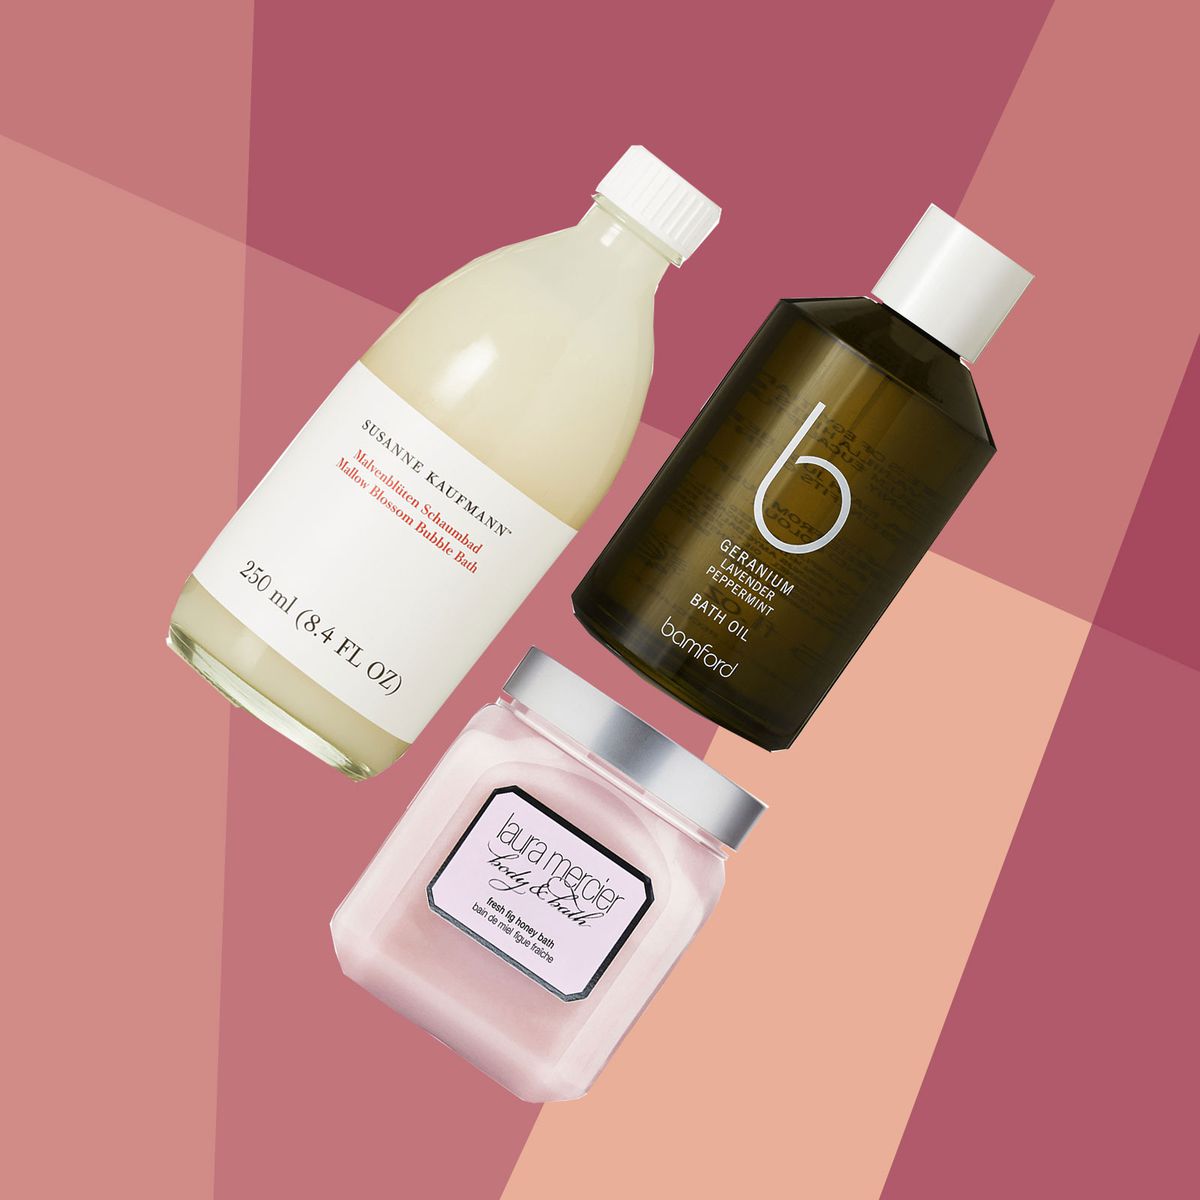 SUSANNE KAUFMANN™
Malvenblüten Schaumbad
Mallow Blossom Bubble Bath
250 ml (8.4 FL OZ)
b
GERANIUM
LAVENDER
PEPPERMINT
BATH OIL
bamford
laura mercier
body & bath
fresh fig honey bath
bain de miel figue fraîche